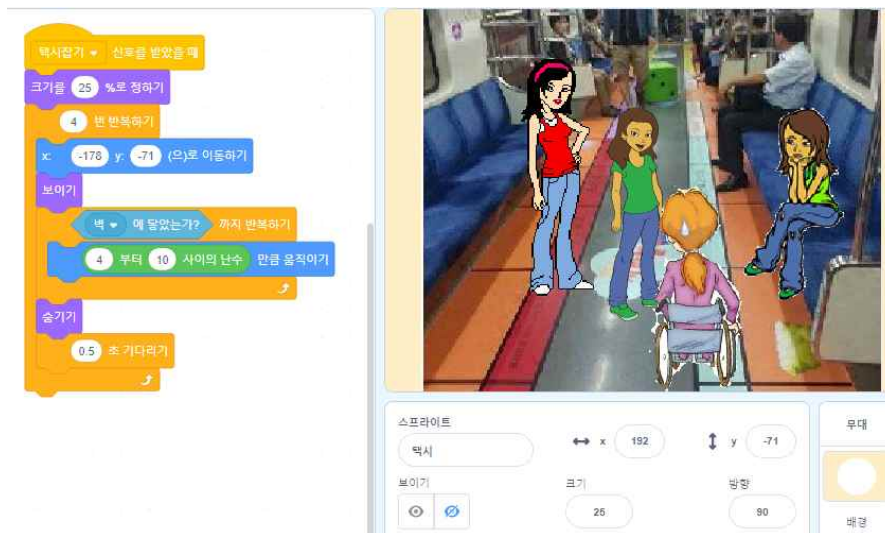 택시잡기 신호를 받았을 때
크기를 25 %로 정하기
4 번 반복하기
x: -178 y: -71 (으)로 이동하기
보이기
벽 에 닿았는가? 까지 반복하기
4 부터 10 사이의 난수 만큼 움직이기
숨기기
0.5 초 기다리기
스프라이트
택시
x 192
y -71
무대
보이기
크기
방향
25
90
배경